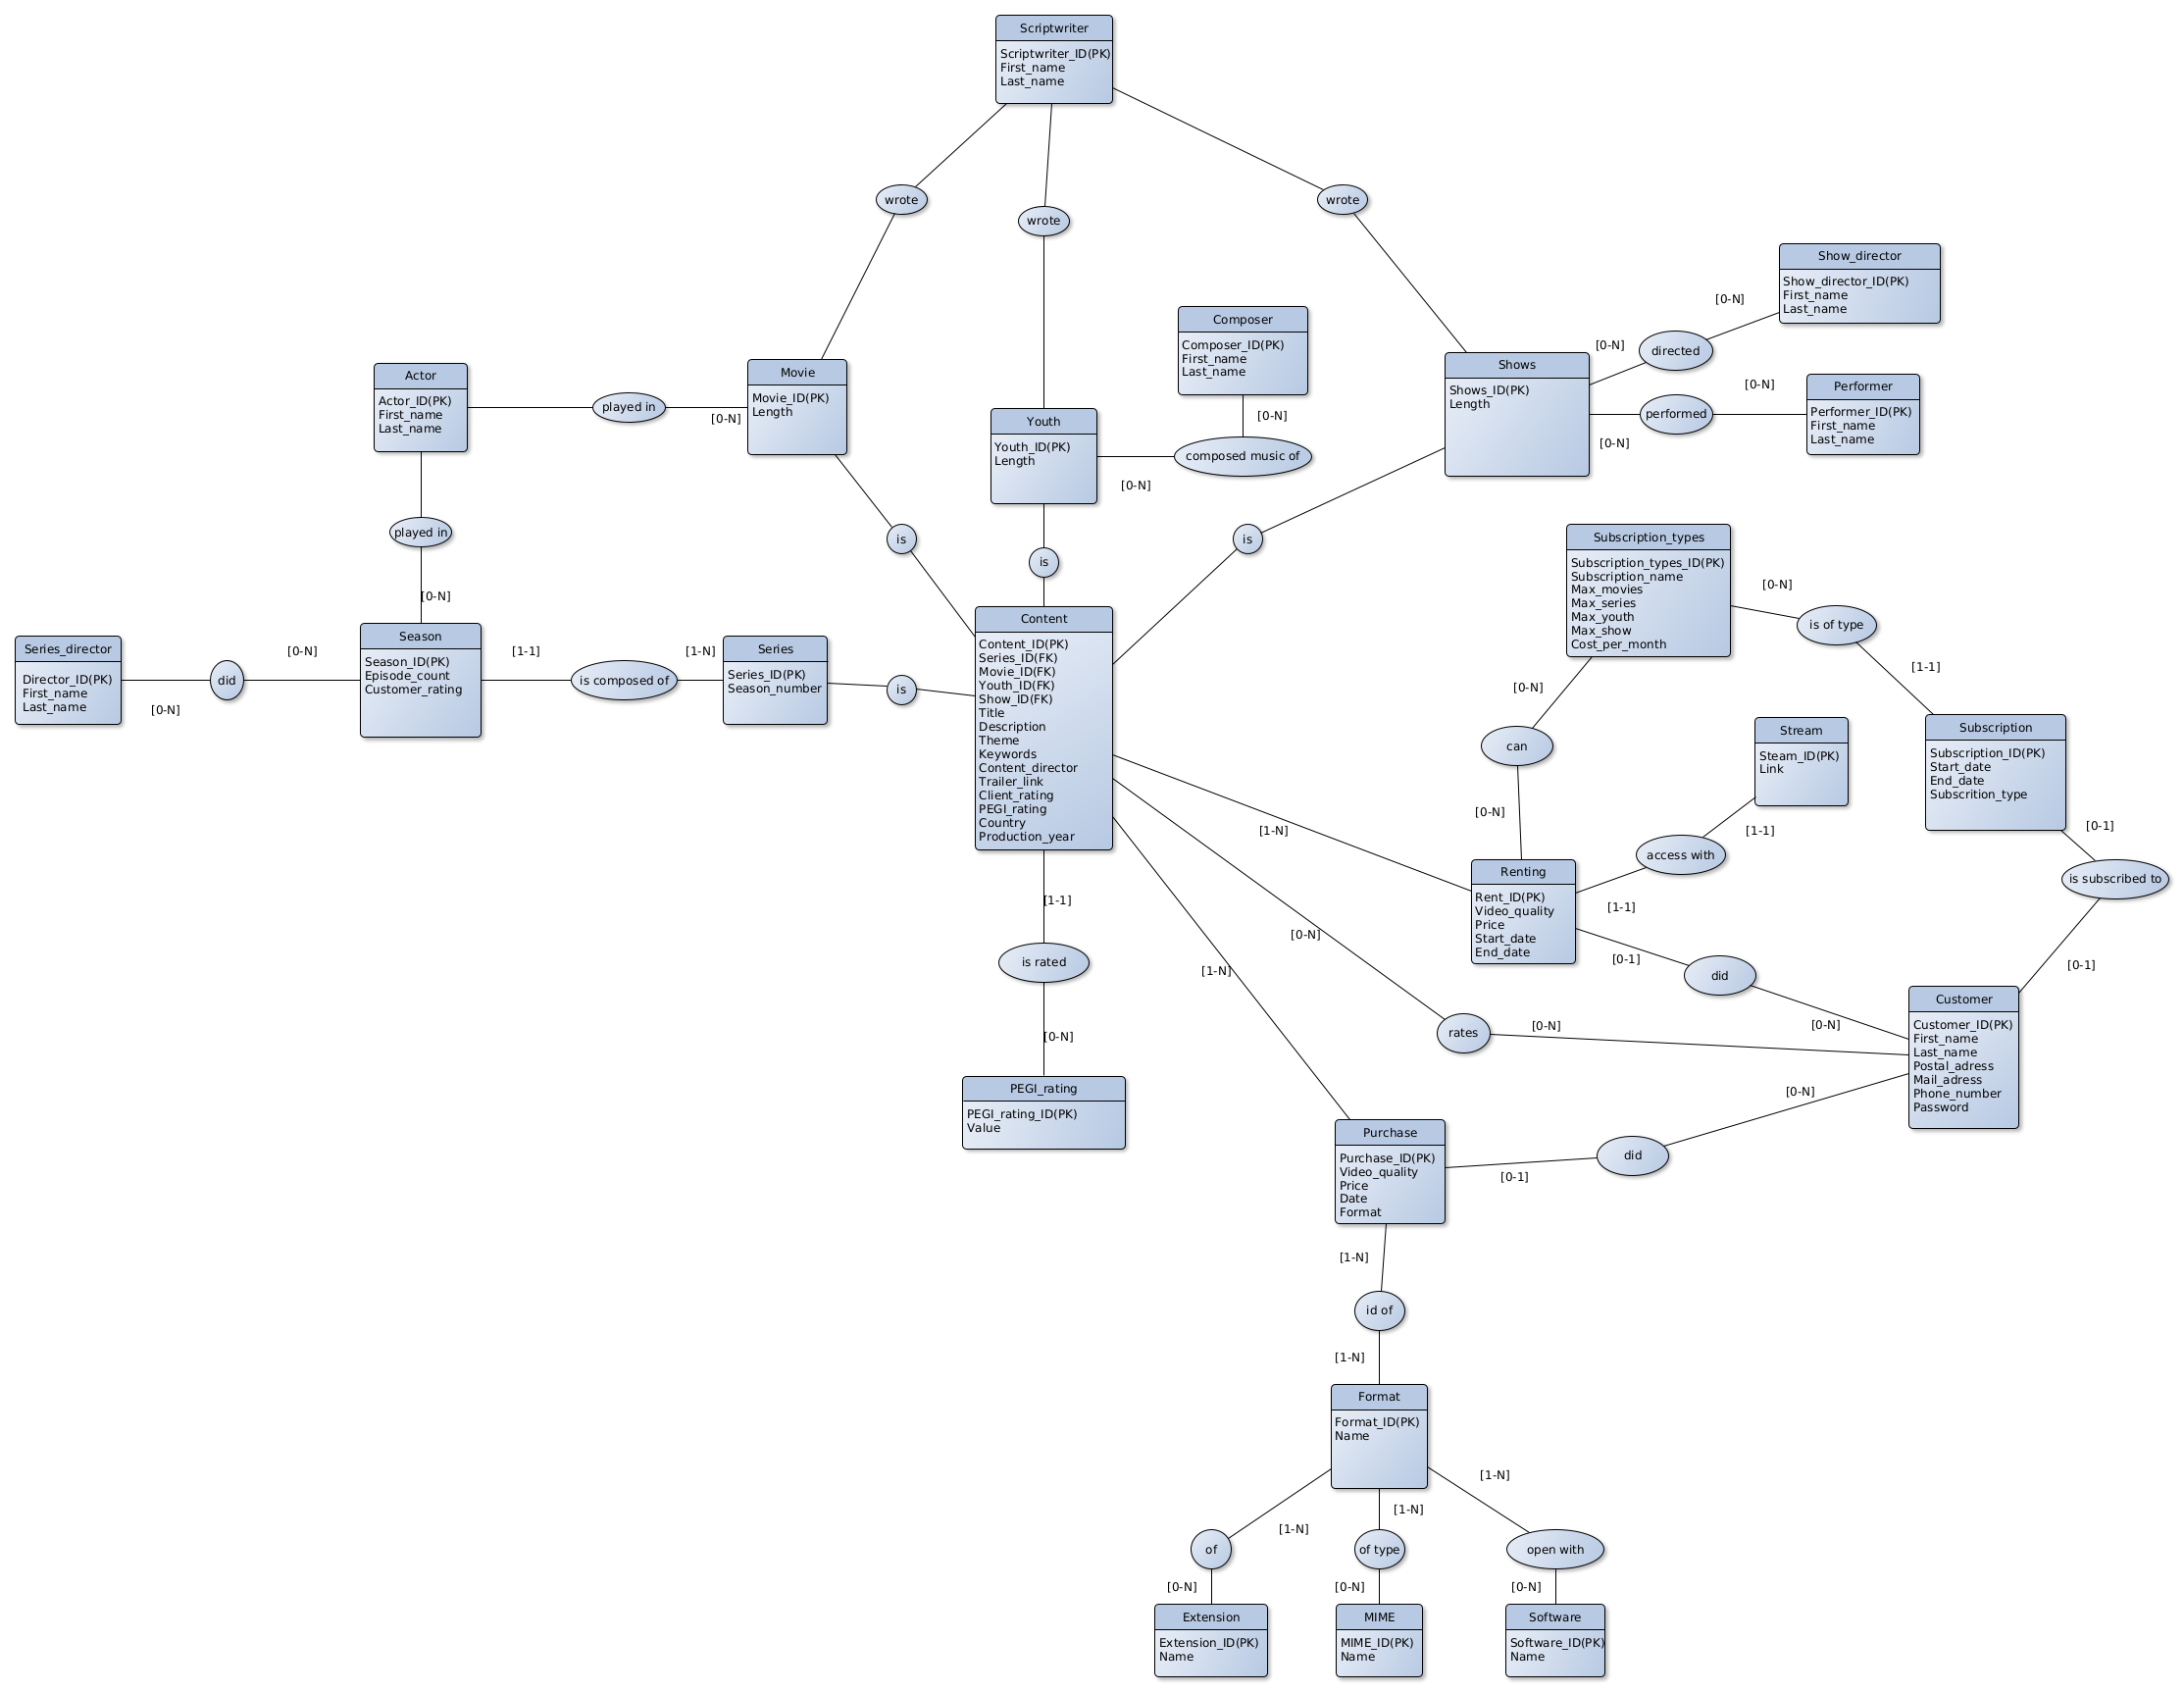 Scriptwriter
Scriptwriter_ID(PK)
First_name
Last_name
wrote
wrote
wrote
Show_director
Show_director_ID(PK)
First_name
Last_name
[0-N]
directed
[0-N]
Composer
Composer_ID(PK)
First_name
Last_name
[0-N]
composed music of
[0-N]
Actor
Actor_ID(PK)
First_name
Last_name
played in
[0-N]
Movie
Movie_ID(PK)
Length
Youth
Youth_ID(PK)
Length
Shows
Shows_ID(PK)
Length
performed
[0-N]
[0-N]
Performer
Performer_ID(PK)
First_name
Last_name
played in
[0-N]
is
is
is
Subscription_types
Subscription_types_ID(PK)
Subscription_name
Max_movies
Max_series
Max_youth
Max_show
Cost_per_month
[0-N]
is of type
[1-1]
Series_director
Director_ID(PK)
First_name
Last_name
[0-N]
did
[0-N]
Season
Season_ID(PK)
Episode_count
Customer_rating
[1-1]
is composed of
[1-N]
Series
Series_ID(PK)
Season_number
is
Content
Content_ID(PK)
Series_ID(FK)
Movie_ID(FK)
Youth_ID(FK)
Show_ID(FK)
Title
Description
Theme
Keywords
Content_director
Trailer_link
Client_rating
PEGI_rating
Country
Production_year
[0-N]
can
[0-N]
Stream
Steam_ID(PK)
Link
Subscription
Subscription_ID(PK)
Start_date
End_date
Subscrition_type
[0-1]
is subscribed to
[0-1]
access with
[1-1]
[1-1]
[1-N]
Renting
Rent_ID(PK)
Video_quality
Price
Start_date
End_date
[0-1]
did
[0-N]
[1-1]
is rated
[0-N]
[0-N]
rates
[0-N]
[1-N]
Customer
Customer_ID(PK)
First_name
Last_name
Postal_adress
Mail_adress
Phone_number
Password
PEGI_rating
PEGI_rating_ID(PK)
Value
[0-N]
did
[0-1]
Purchase
Purchase_ID(PK)
Video_quality
Price
Date
Format
[1-N]
id of
[1-N]
Format
Format_ID(PK)
Name
[1-N]
[1-N]
[1-N]
of
of type
open with
[0-N]
[0-N]
[0-N]
Extension
Extension_ID(PK)
Name
MIME
MIME_ID(PK)
Name
Software
Software_ID(PK)
Name